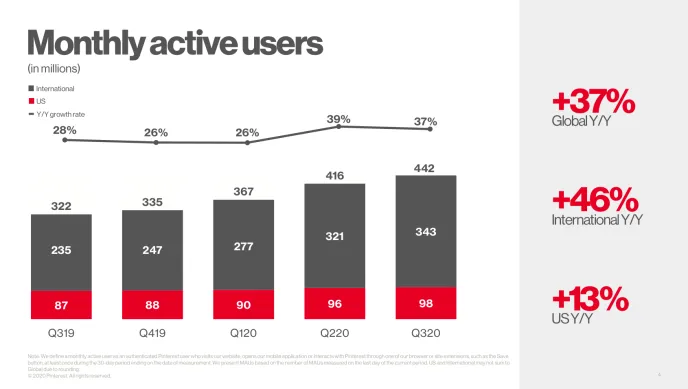 Monthly active users
(in millions)
International
US
Y/Y growth rate
28% 26% 26% 39% 37%
322 335 367 416 442
235 247 277 321 343
87 88 90 96 98
Q319 Q419 Q120 Q220 Q320
+37%
Global Y/Y
+46%
International Y/Y
+13%
US Y/Y
Note: We define a monthly active user as an authenticated Pinterest user who visits our website, opens our mobile application or interacts with Pinterest through one of our browser or site extensions, such as the Save
button, at least once during the 30-day period ending on the date of measurement. We present MAUs based on the number of MAUs measured on the last day of the current period. US and International may not sum to
Global due to rounding.
© 2020 Pinterest. All rights reserved.